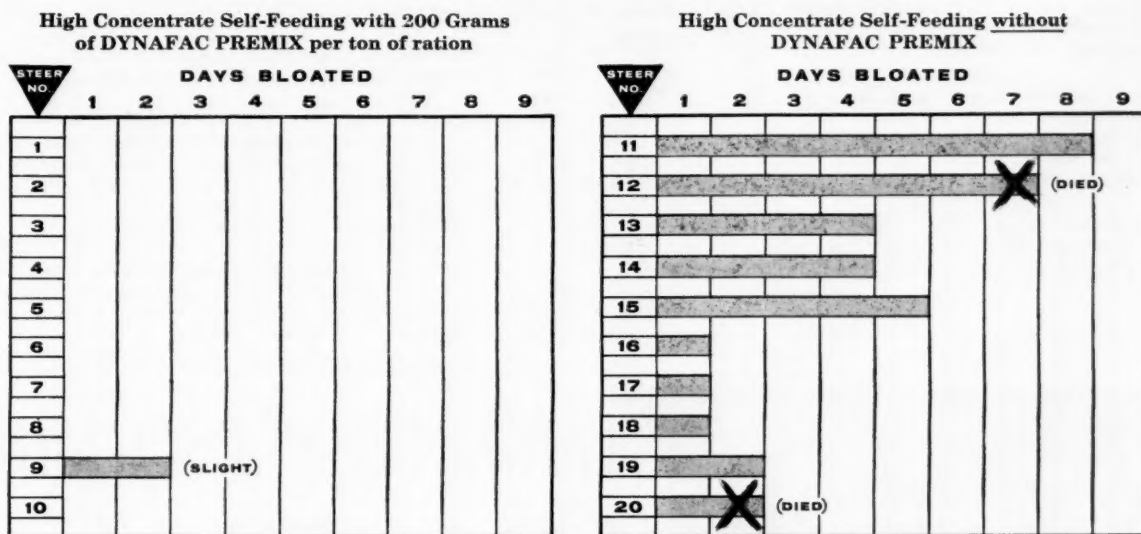 High Concentrate Self-Feeding with 200 Grams
of DYNAFAC PREMIX per ton of ration
STEER
NO.
DAYS BLOATED
1 2 3 4 5 6 7 8 9
1
2
3
4
5
6
7
8
9 (SLIGHT)
10
High Concentrate Self-Feeding without
DYNAFAC PREMIX
STEER
NO.
DAYS BLOATED
1 2 3 4 5 6 7 8 9
11
12 (DIED)
13
14
15
16
17
18
19
20 (DIED)